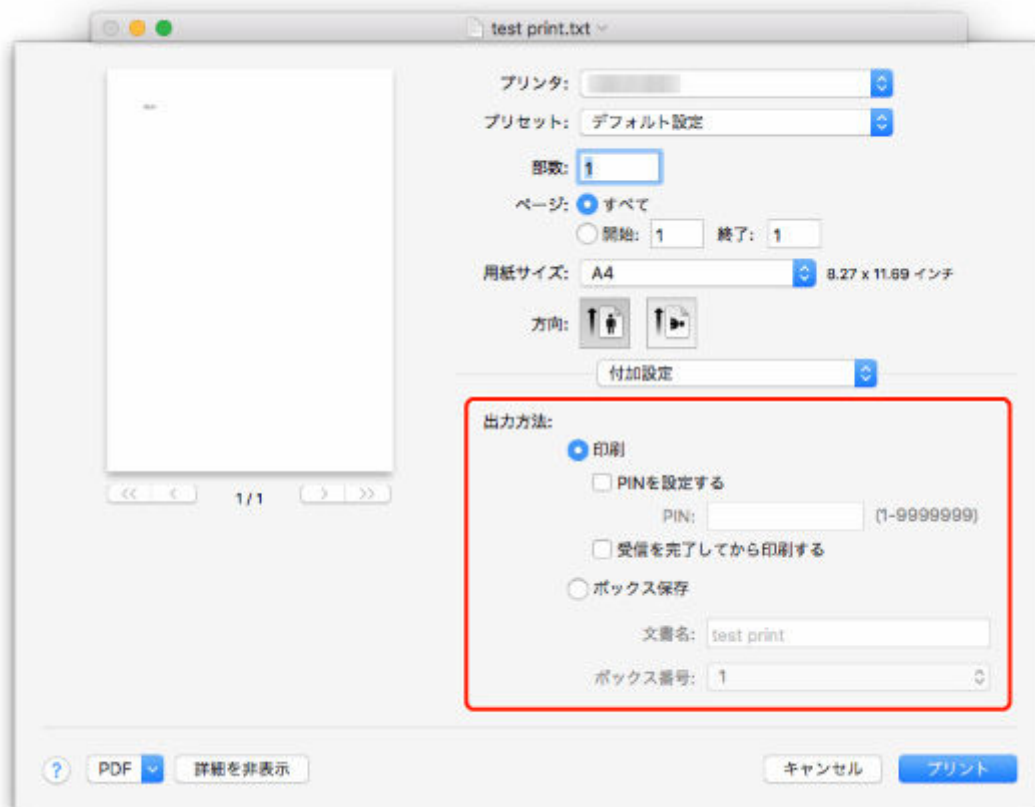 test print.txt
プリンタ:
プリセット: デフォルト設定
部数: 1
ページ: すべて
開始: 1 終了: 1
用紙サイズ: A4 8.27 x 11.69 インチ
方向:
付加設定
出力方法:
印刷
PINを設定する
PIN: (1-9999999)
受信を完了してから印刷する
ボックス保存
文書名: test print
ボックス番号: 1
<< < 1 / 1 > >>
? PDF 詳細を非表示 キャンセル プリント